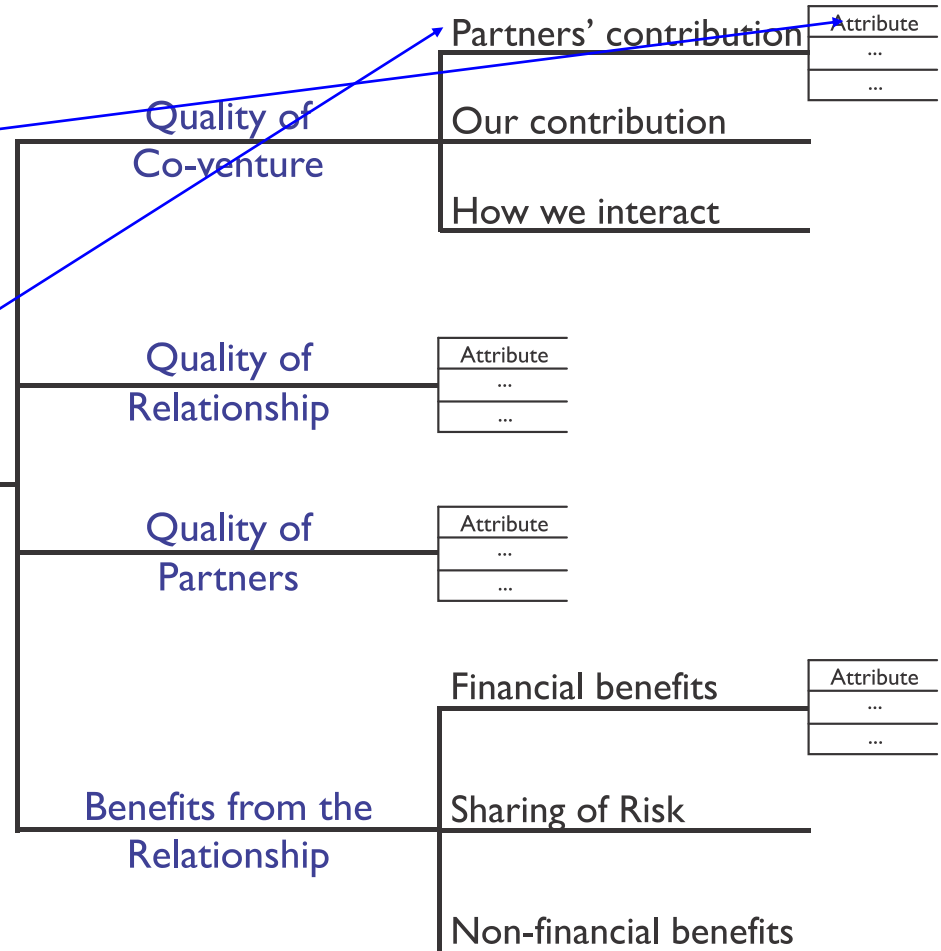 Partners’ contribution
Attribute
...
...
Quality of
Co-venture
Our contribution
How we interact
Quality of
Relationship
Attribute
...
...
Quality of
Partners
Attribute
...
...
Financial benefits
Attribute
...
...
Benefits from the
Relationship
Sharing of Risk
Non-financial benefits